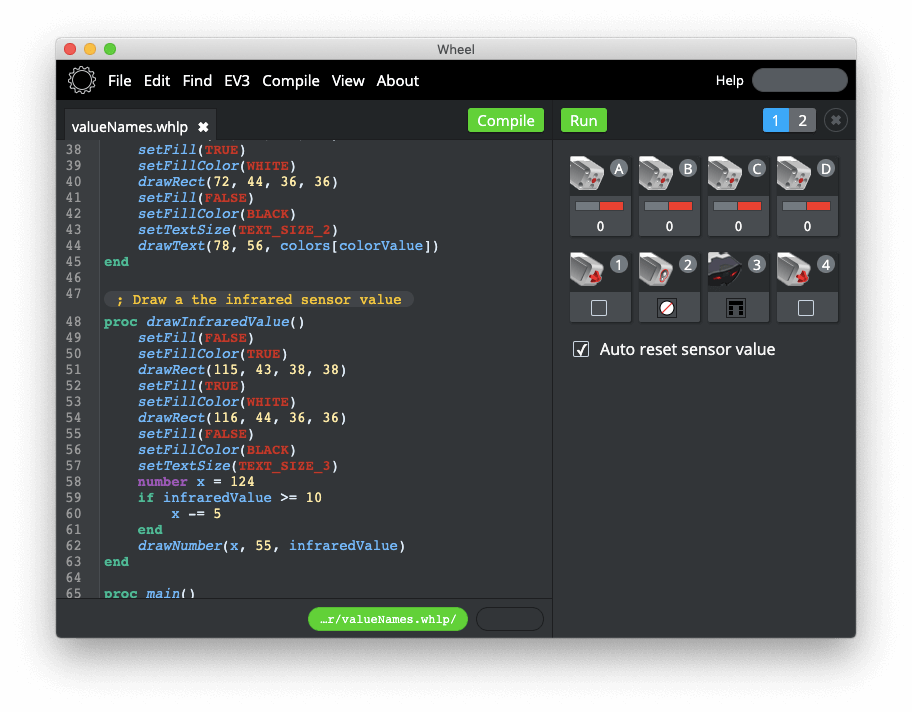 Wheel
File Edit Find EV3 Compile View About Help
valueNames.whlp ✖ Compile Run 1 2 ✖
38 setFill(TRUE)
39 setFillColor(WHITE)
40 drawRect(72, 44, 36, 36)
41 setFill(FALSE)
42 setFillColor(BLACK)
43 setTextSize(TEXT_SIZE_2)
44 drawText(78, 56, colors[colorValue])
45 end
46
47 ; Draw a the infrared sensor value
48 proc drawInfraredValue()
49 setFill(FALSE)
50 setFillColor(TRUE)
51 drawRect(115, 43, 38, 38)
52 setFill(TRUE)
53 setFillColor(WHITE)
54 drawRect(116, 44, 36, 36)
55 setFill(FALSE)
56 setFillColor(BLACK)
57 setTextSize(TEXT_SIZE_3)
58 number x = 124
59 if infraredValue >= 10
60 x -= 5
61 end
62 drawNumber(x, 55, infraredValue)
63 end
64
65 proc main()
…r/valueNames.whlp/
A B C D
0 0 0 0
1 2 3 4
Auto reset sensor value